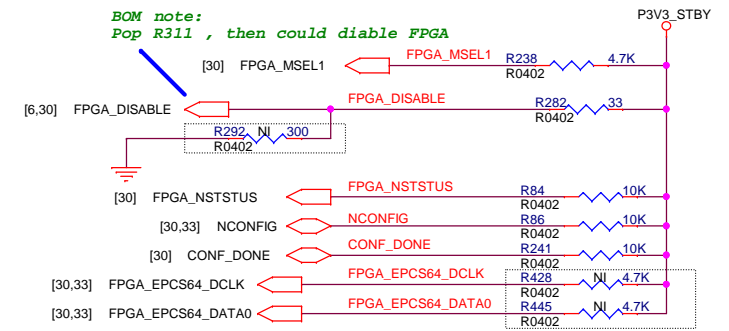 BOM note:
Pop R311 , then could diable FPGA
P3V3_STBY
[30] FPGA_MSEL1 FPGA_MSEL1 R238 4.7K
R0402
[6,30] FPGA_DISABLE FPGA_DISABLE R282 33
R0402
R292 NI 300
R0402
[30] FPGA_NSTSTUS FPGA_NSTSTUS R84 10K
R0402
[30,33] NCONFIG NCONFIG R86 10K
R0402
[30] CONF_DONE CONF_DONE R241 10K
R0402
[30,33] FPGA_EPCS64_DCLK FPGA_EPCS64_DCLK R428 NI 4.7K
R0402
[30,33] FPGA_EPCS64_DATA0 FPGA_EPCS64_DATA0 R445 NI 4.7K
R0402